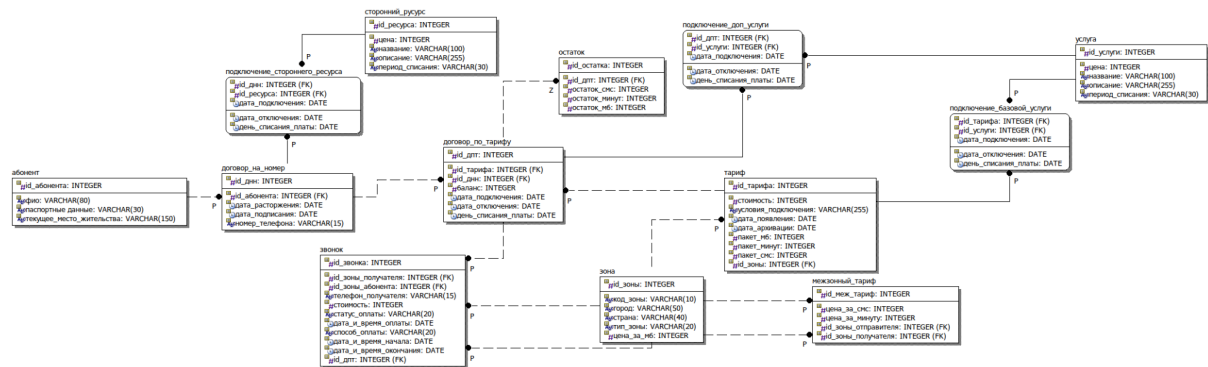 сторонний_русурс
id_ресурса: INTEGER
цена: INTEGER
название: VARCHAR(100)
описание: VARCHAR(255)
период_списания: VARCHAR(30)
P
подключение_стороннего_ресурса
id_днн: INTEGER (FK)
id_ресурса: INTEGER (FK)
дата_подключения: DATE
дата_отключения: DATE
день_списания_платы: DATE
P
остаток
id_остатка: INTEGER
id_дпт: INTEGER (FK)
остаток_смс: INTEGER
остаток_минут: INTEGER
остаток_мб: INTEGER
Z
подключение_доп_услуги
id_дпт: INTEGER (FK)
id_услуги: INTEGER (FK)
дата_подключения: DATE
дата_отключения: DATE
день_списания_платы: DATE
P
P
услуга
id_услуги: INTEGER
цена: INTEGER
название: VARCHAR(100)
описание: VARCHAR(255)
период_списания: VARCHAR(30)
подключение_базовой_услуги
id_тарифа: INTEGER (FK)
id_услуги: INTEGER (FK)
дата_подключения: DATE
дата_отключения: DATE
день_списания_платы: DATE
P
P
абонент
id_абонента: INTEGER
фио: VARCHAR(80)
паспортные данные: VARCHAR(30)
текущее_место_жительства: VARCHAR(150)
P
договор_на_номер
id_днн: INTEGER
id_абонента: INTEGER (FK)
дата_расторжения: DATE
дата_подписания: DATE
номер_телефона: VARCHAR(15)
P
договор_по_тарифу
id_дпт: INTEGER
id_тарифа: INTEGER (FK)
id_днн: INTEGER (FK)
баланс: INTEGER
дата_подключения: DATE
дата_отключения: DATE
день_списания_платы: DATE
P
тариф
id_тарифа: INTEGER
стоимость: INTEGER
условия_подключения: VARCHAR(255)
дата_появления: DATE
дата_архивации: DATE
пакет_мб: INTEGER
пакет_минут: INTEGER
пакет_смс: INTEGER
id_зоны: INTEGER (FK)
P
звонок
id_звонка: INTEGER
id_зоны_получателя: INTEGER (FK)
id_зоны_абонента: INTEGER (FK)
телефон_получателя: VARCHAR(15)
стоимость: INTEGER
статус_оплаты: VARCHAR(20)
дата_и_время_оплаты: DATE
способ_оплаты: VARCHAR(20)
дата_и_время_начала: DATE
дата_и_время_окончания: DATE
id_дпт: INTEGER (FK)
P
P
P
зона
id_зоны: INTEGER
код_зоны: VARCHAR(10)
город: VARCHAR(50)
страна: VARCHAR(40)
тип_зоны: VARCHAR(20)
цена_за_мб: INTEGER
P
P
межзонный_тариф
id_меж_тариф: INTEGER
цена_за_смс: INTEGER
цена_за_минуту: INTEGER
id_зоны_отправителя: INTEGER (FK)
id_зоны_получателя: INTEGER (FK)